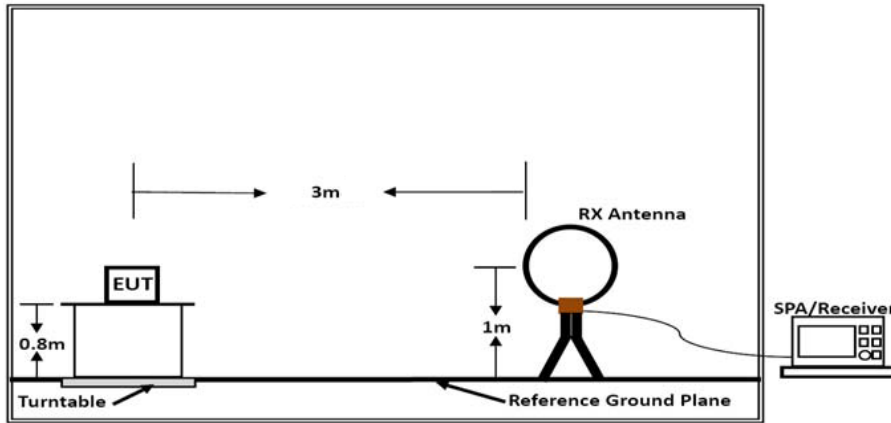 3m
RX Antenna
EUT
SPA/Receiver
0.8m
1m
Turntable
Reference Ground Plane